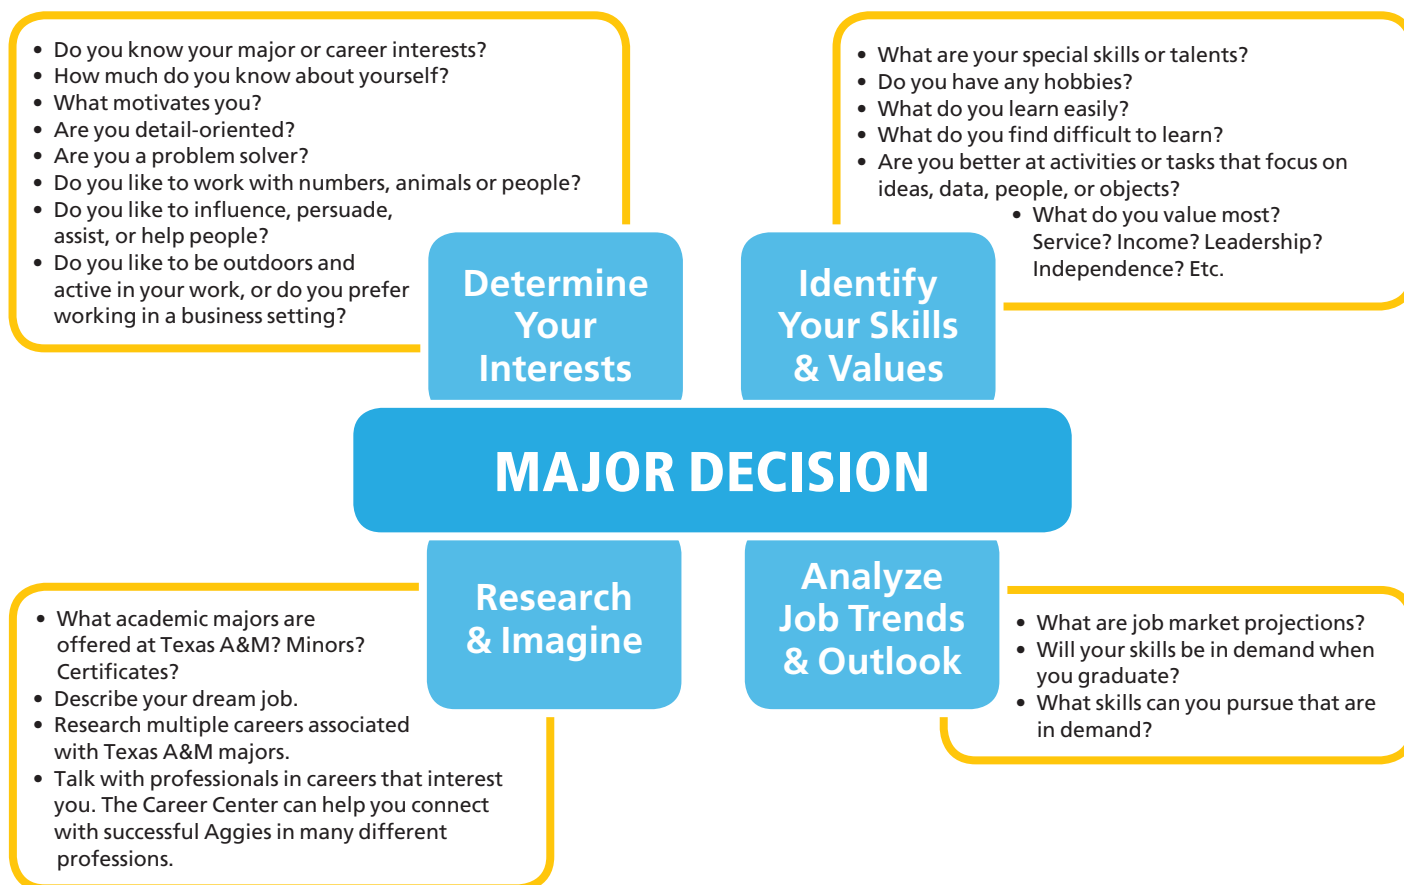 • Do you know your major or career interests?
• How much do you know about yourself?
• What motivates you?
• Are you detail-oriented?
• Are you a problem solver?
• Do you like to work with numbers, animals or people?
• Do you like to influence, persuade,
assist, or help people?
• Do you like to be outdoors and
active in your work, or do you prefer
working in a business setting?
Determine
Your
Interests
• What are your special skills or talents?
• Do you have any hobbies?
• What do you learn easily?
• What do you find difficult to learn?
• Are you better at activities or tasks that focus on
ideas, data, people, or objects?
• What do you value most?
Service? Income? Leadership?
Independence? Etc.
Identify
Your Skills
& Values
MAJOR DECISION
Research
& Imagine
• What academic majors are
offered at Texas A&M? Minors?
Certificates?
• Describe your dream job.
• Research multiple careers associated
with Texas A&M majors.
• Talk with professionals in careers that interest
you. The Career Center can help you connect
with successful Aggies in many different
professions.
Analyze
Job Trends
& Outlook
• What are job market projections?
• Will your skills be in demand when
you graduate?
• What skills can you pursue that are
in demand?